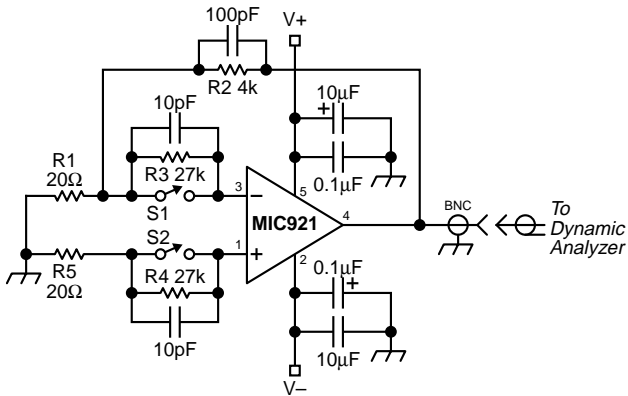 100pF
V+
R2 4k
10pF
10µF
+
R1
20Ω
R3 27k
0.1µF
S1
3
−
5
MIC921
4
BNC
To
Dynamic
Analyzer
S2
1
+
2
R5
20Ω
R4 27k
0.1µF
+
10pF
10µF
V−